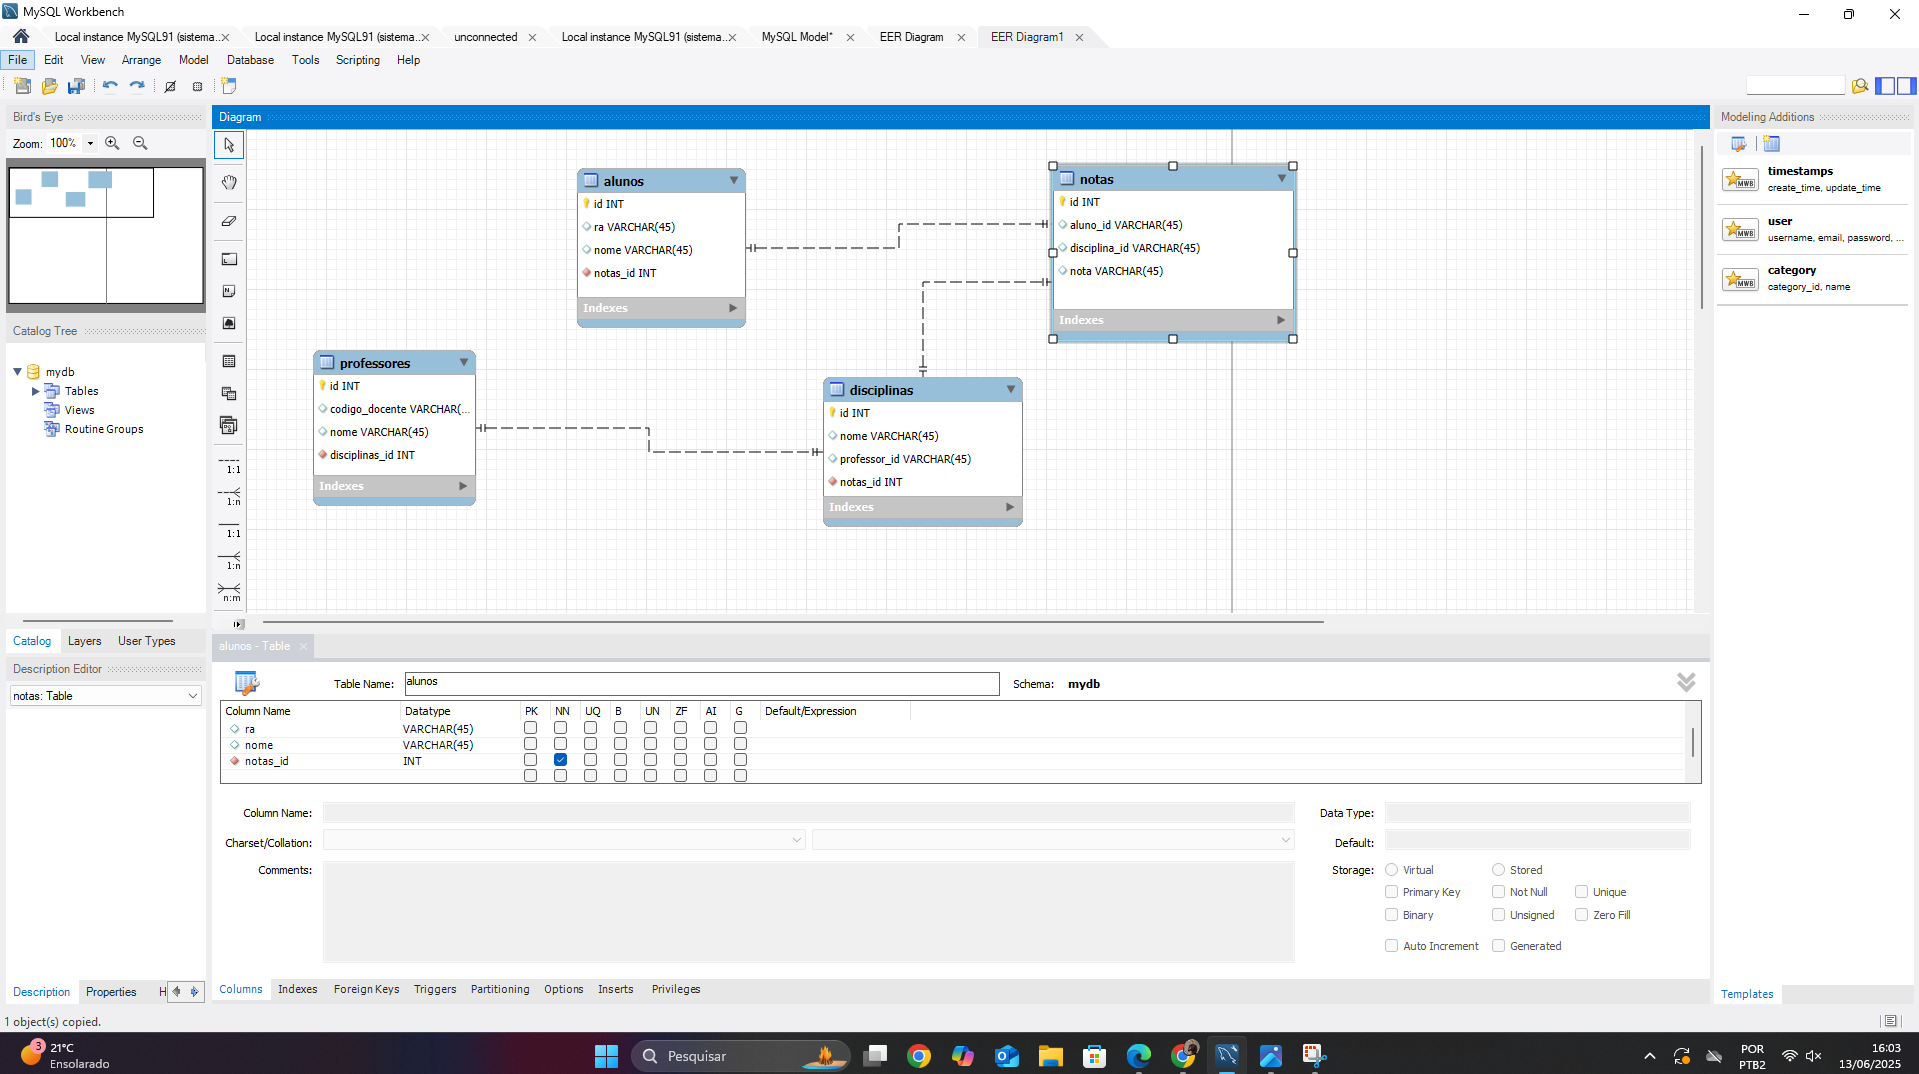 MySQL Workbench
Local instance MySQL91 (sistema...
Local instance MySQL91 (sistema...
unconnected
Local instance MySQL91 (sistema...
MySQL Model*
EER Diagram
EER Diagram1
File
Edit
View
Arrange
Model
Database
Tools
Scripting
Help
Bird's Eye
Zoom: 100%
Catalog Tree
mydb
Tables
Views
Routine Groups
Catalog
Layers
User Types
Description Editor
notas: Table
Description
Properties
H
1 object(s) copied.
Diagram
1:1
1:n
1:1
1:n
n:m
alunos
id INT
ra VARCHAR(45)
nome VARCHAR(45)
notas_id INT
Indexes
notas
id INT
aluno_id VARCHAR(45)
disciplina_id VARCHAR(45)
nota VARCHAR(45)
Indexes
professores
id INT
codigo_docente VARCHAR(...
nome VARCHAR(45)
disciplinas_id INT
Indexes
disciplinas
id INT
nome VARCHAR(45)
professor_id VARCHAR(45)
notas_id INT
Indexes
Modeling Additions
timestamps
create_time, update_time
user
username, email, password, ...
category
category_id, name
Templates
alunos - Table
Table Name: alunos
Schema: mydb
Column Name Datatype PK NN UQ B UN ZF AI G Default/Expression
ra VARCHAR(45)
nome VARCHAR(45)
notas_id INT
Column Name:
Data Type:
Charset/Collation:
Default:
Comments:
Storage:
Virtual
Stored
Primary Key
Not Null
Unique
Binary
Unsigned
Zero Fill
Auto Increment
Generated
Columns
Indexes
Foreign Keys
Triggers
Partitioning
Options
Inserts
Privileges
3
21°C
Ensolarado
Pesquisar
POR
PTB2
16:03
13/06/2025